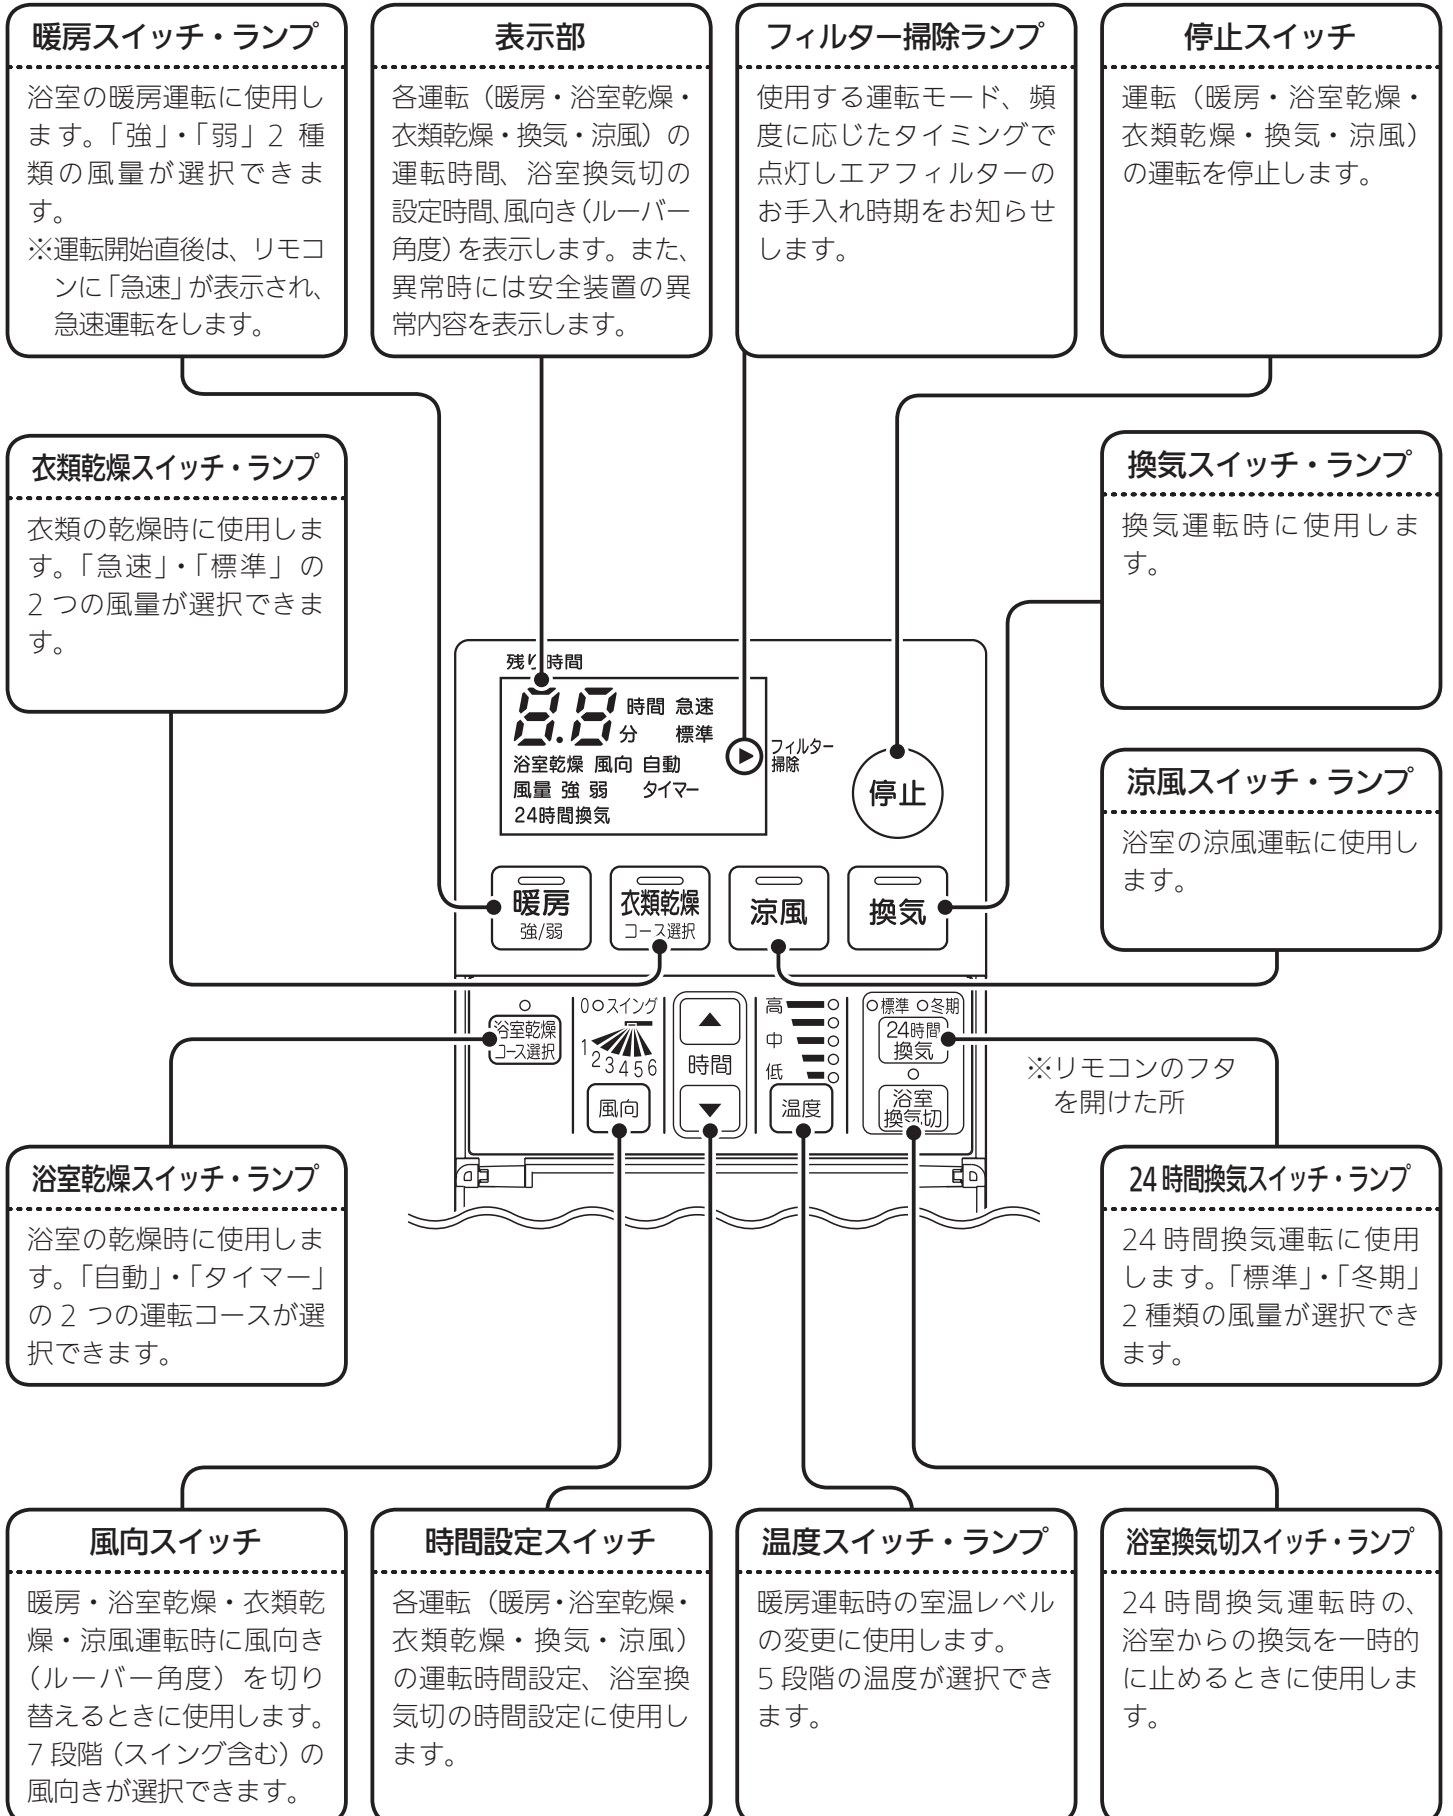 暖房スイッチ・ランプ
浴室の暖房運転に使用し
ます。「強」・「弱」2 種
類の風量が選択できま
す。
※運転開始直後は、リモコ
ンに「急速」が表示され、
急速運転をします。
表示部
各運転（暖房・浴室乾燥・
衣類乾燥・換気・涼風）の
運転時間、浴室換気切の
設定時間、風向き（ルーバー
角度）を表示します。また、
異常時には安全装置の異
常内容を表示します。
フィルター掃除ランプ
使用する運転モード、頻
度に応じたタイミングで
点灯しエアフィルターの
お手入れ時期をお知らせ
します。
停止スイッチ
運転（暖房・浴室乾燥・
衣類乾燥・換気・涼風）
の運転を停止します。
衣類乾燥スイッチ・ランプ
衣類の乾燥時に使用しま
す。「急速」・「標準」の
2 つの風量が選択できま
す。
換気スイッチ・ランプ
換気運転時に使用しま
す。
涼風スイッチ・ランプ
浴室の涼風運転に使用し
ます。
残り時間
8.8 時間 急速
分 標準
浴室乾燥 風向 自動
風量 強 弱 タイマー
24時間換気
フィルター
掃除
停止
暖房
強/弱
衣類乾燥
コース選択
涼風
換気
浴室乾燥
コース選択
0 スイング
1 2 3 4 5 6
風向
時間
高
中
低
温度
標準 冬期
24時間
換気
浴室
換気切
※リモコンのフタ
を開けた所
浴室乾燥スイッチ・ランプ
浴室の乾燥時に使用しま
す。「自動」・「タイマー」
の 2 つの運転コースが選
択できます。
24 時間換気スイッチ・ランプ
24 時間換気運転に使用
します。「標準」・「冬期」
2 種類の風量が選択でき
ます。
風向スイッチ
暖房・浴室乾燥・衣類乾
燥・涼風運転時に風向き
（ルーバー角度）を切り
替えるときに使用します。
7 段階（スイング含む）の
風向きが選択できます。
時間設定スイッチ
各運転（暖房・浴室乾燥・
衣類乾燥・換気・涼風）
の運転時間設定、浴室換
気切の時間設定に使用し
ます。
温度スイッチ・ランプ
暖房運転時の室温レベル
の変更に使用します。
5 段階の温度が選択でき
ます。
浴室換気切スイッチ・ランプ
24 時間換気運転時の、
浴室からの換気を一時的
に止めるときに使用しま
す。